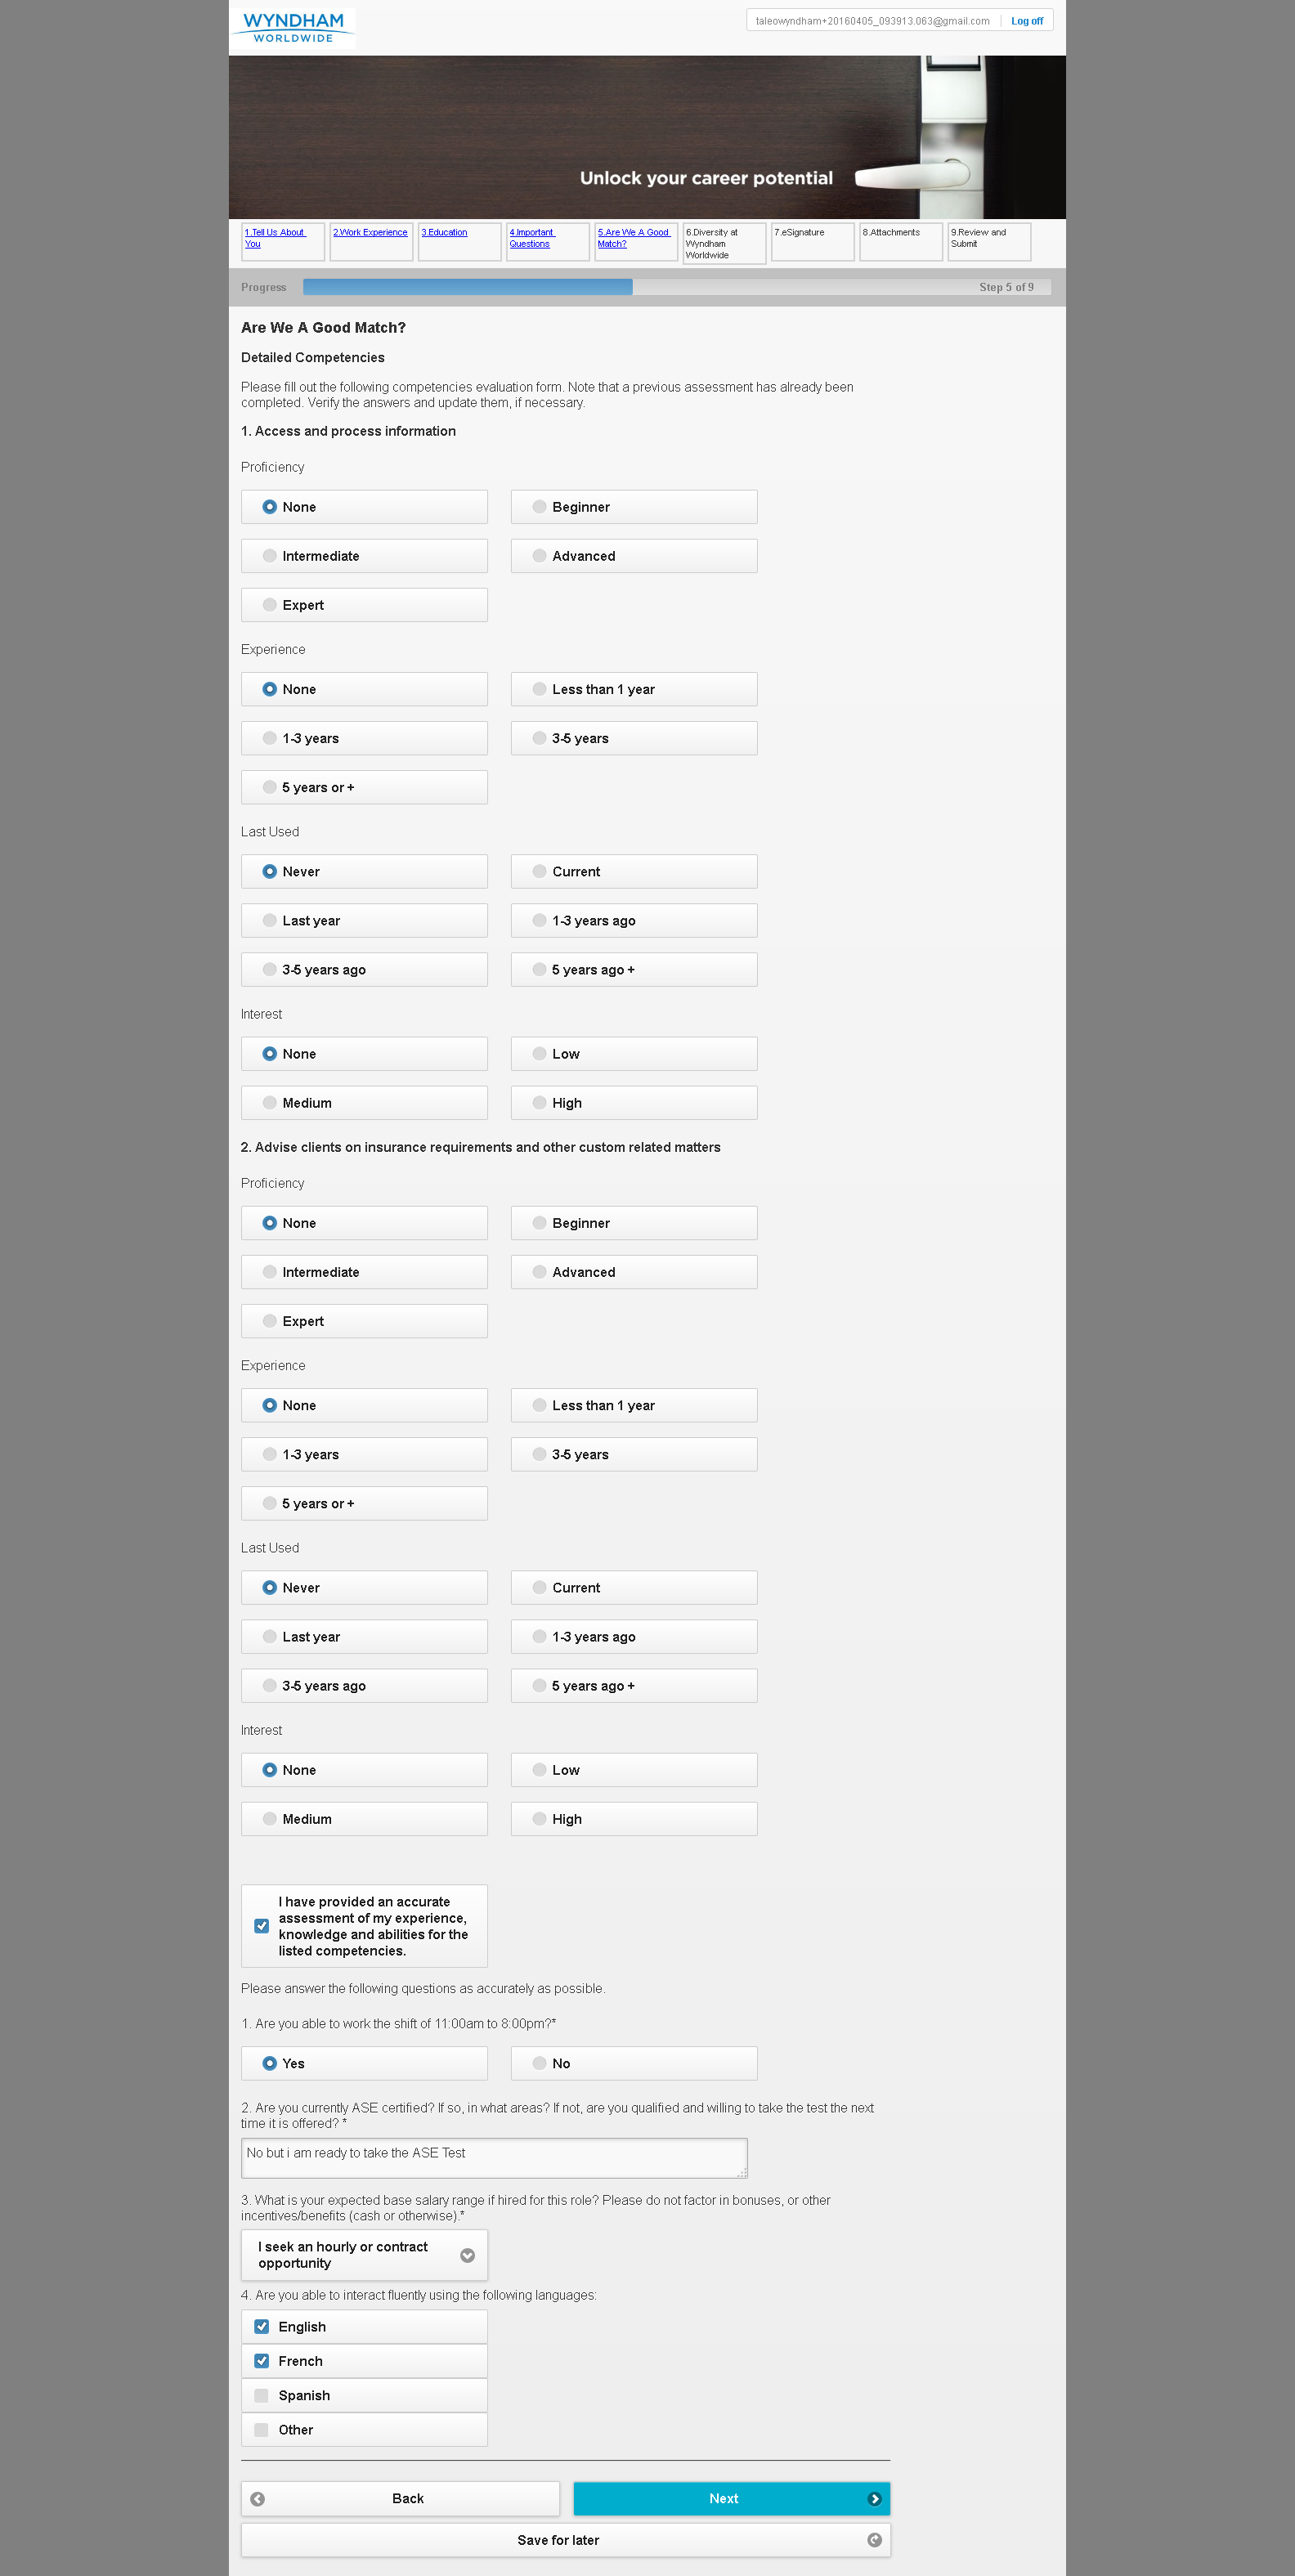 WYNDHAM
WORLDWIDE
taleowyndham+20160405_093913.063@gmail.com
Log off
Unlock your career potential
1.Tell Us About
You
2.Work Experience
3.Education
4.Important
Questions
5.Are We A Good
Match?
6.Diversity at
Wyndham
Worldwide
7.eSignature
8.Attachments
9.Review and
Submit
Progress
Step 5 of 9
Are We A Good Match?
Detailed Competencies
Please fill out the following competencies evaluation form. Note that a previous assessment has already been
completed. Verify the answers and update them, if necessary.
1. Access and process information
Proficiency
None
Beginner
Intermediate
Advanced
Expert
Experience
None
Less than 1 year
1-3 years
3-5 years
5 years or +
Last Used
Never
Current
Last year
1-3 years ago
3-5 years ago
5 years ago +
Interest
None
Low
Medium
High
2. Advise clients on insurance requirements and other custom related matters
Proficiency
None
Beginner
Intermediate
Advanced
Expert
Experience
None
Less than 1 year
1-3 years
3-5 years
5 years or +
Last Used
Never
Current
Last year
1-3 years ago
3-5 years ago
5 years ago +
Interest
None
Low
Medium
High
I have provided an accurate
assessment of my experience,
knowledge and abilities for the
listed competencies.
Please answer the following questions as accurately as possible.
1. Are you able to work the shift of 11:00am to 8:00pm?*
Yes
No
2. Are you currently ASE certified? If so, in what areas? If not, are you qualified and willing to take the test the next
time it is offered? *
No but i am ready to take the ASE Test
3. What is your expected base salary range if hired for this role? Please do not factor in bonuses, or other
incentives/benefits (cash or otherwise).*
I seek an hourly or contract
opportunity
4. Are you able to interact fluently using the following languages:
English
French
Spanish
Other
Back
Next
Save for later